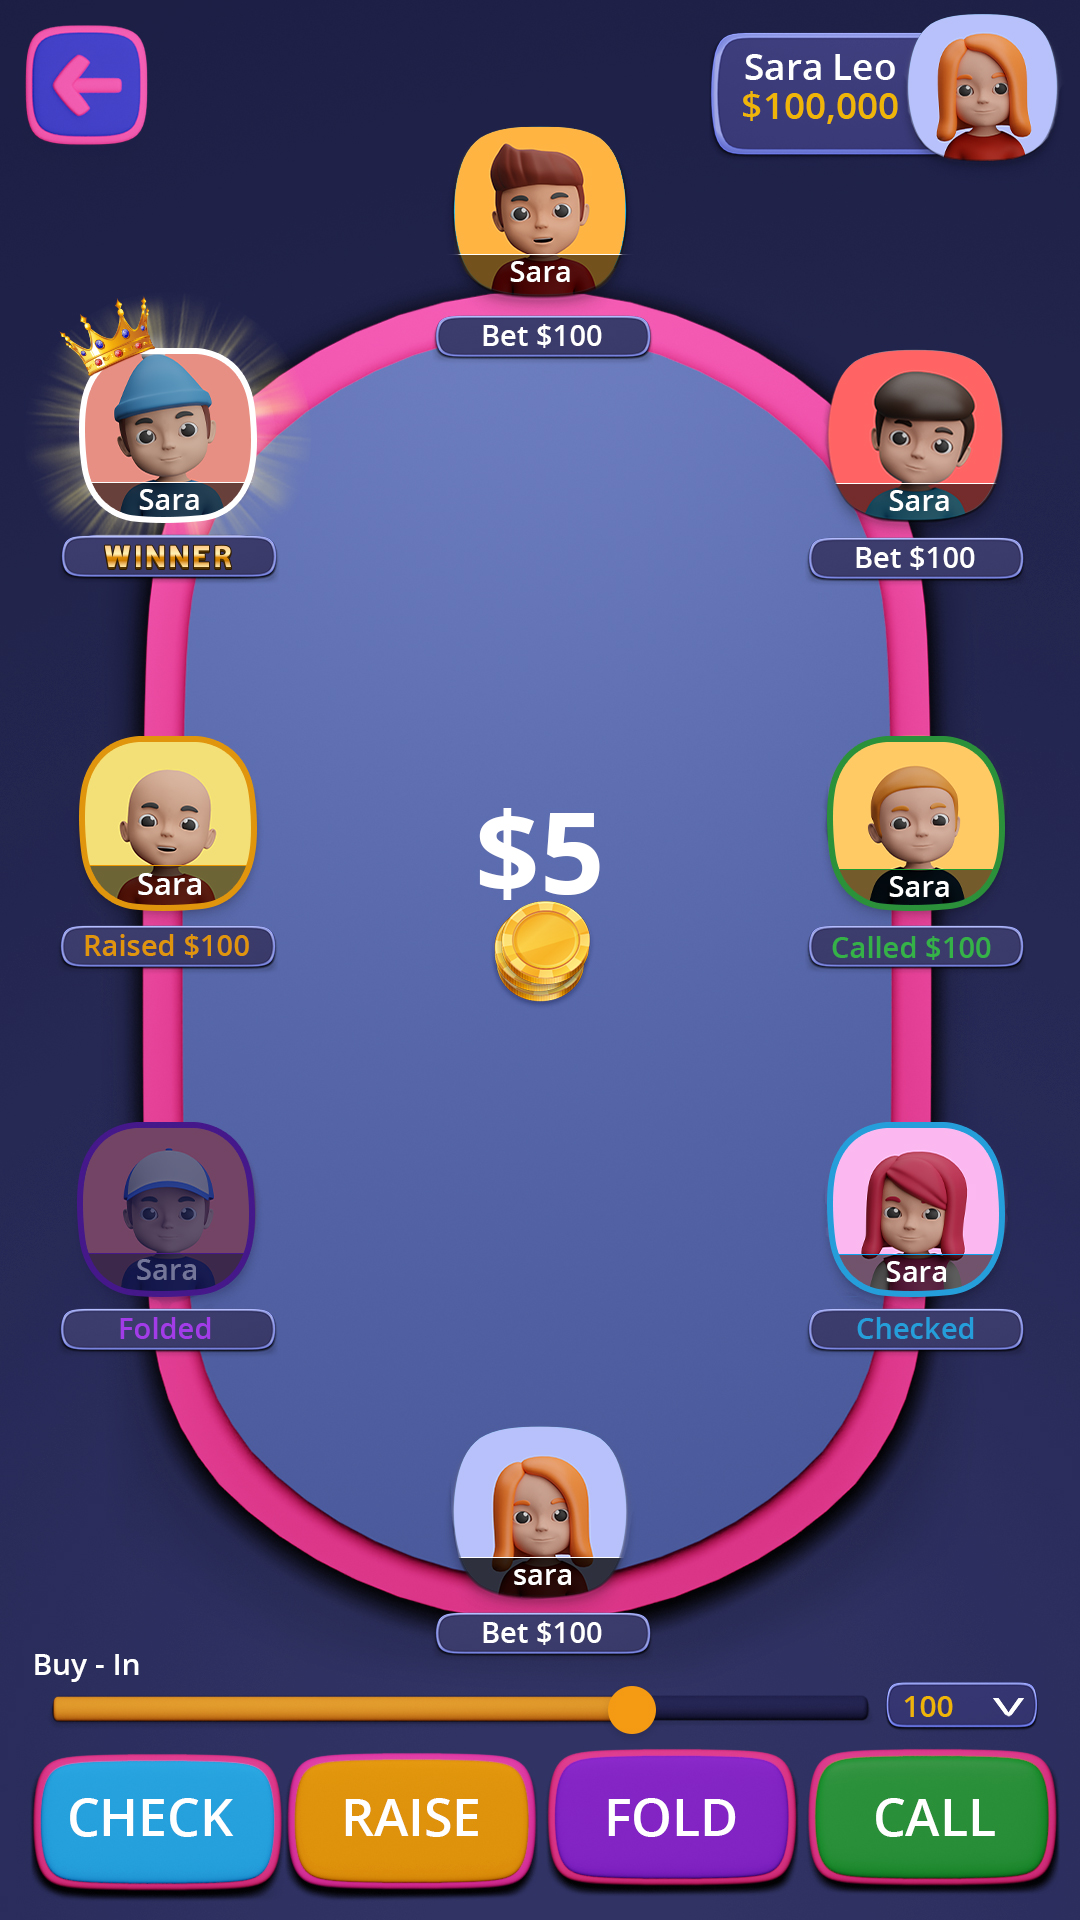 Sara Leo
$100,000
Sara
Bet $100
Sara
WINNER
Sara
Bet $100
Sara
Raised $100
$5
Sara
Called $100
Sara
Folded
Sara
Checked
sara
Bet $100
Buy - In
100
CHECK
RAISE
FOLD
CALL